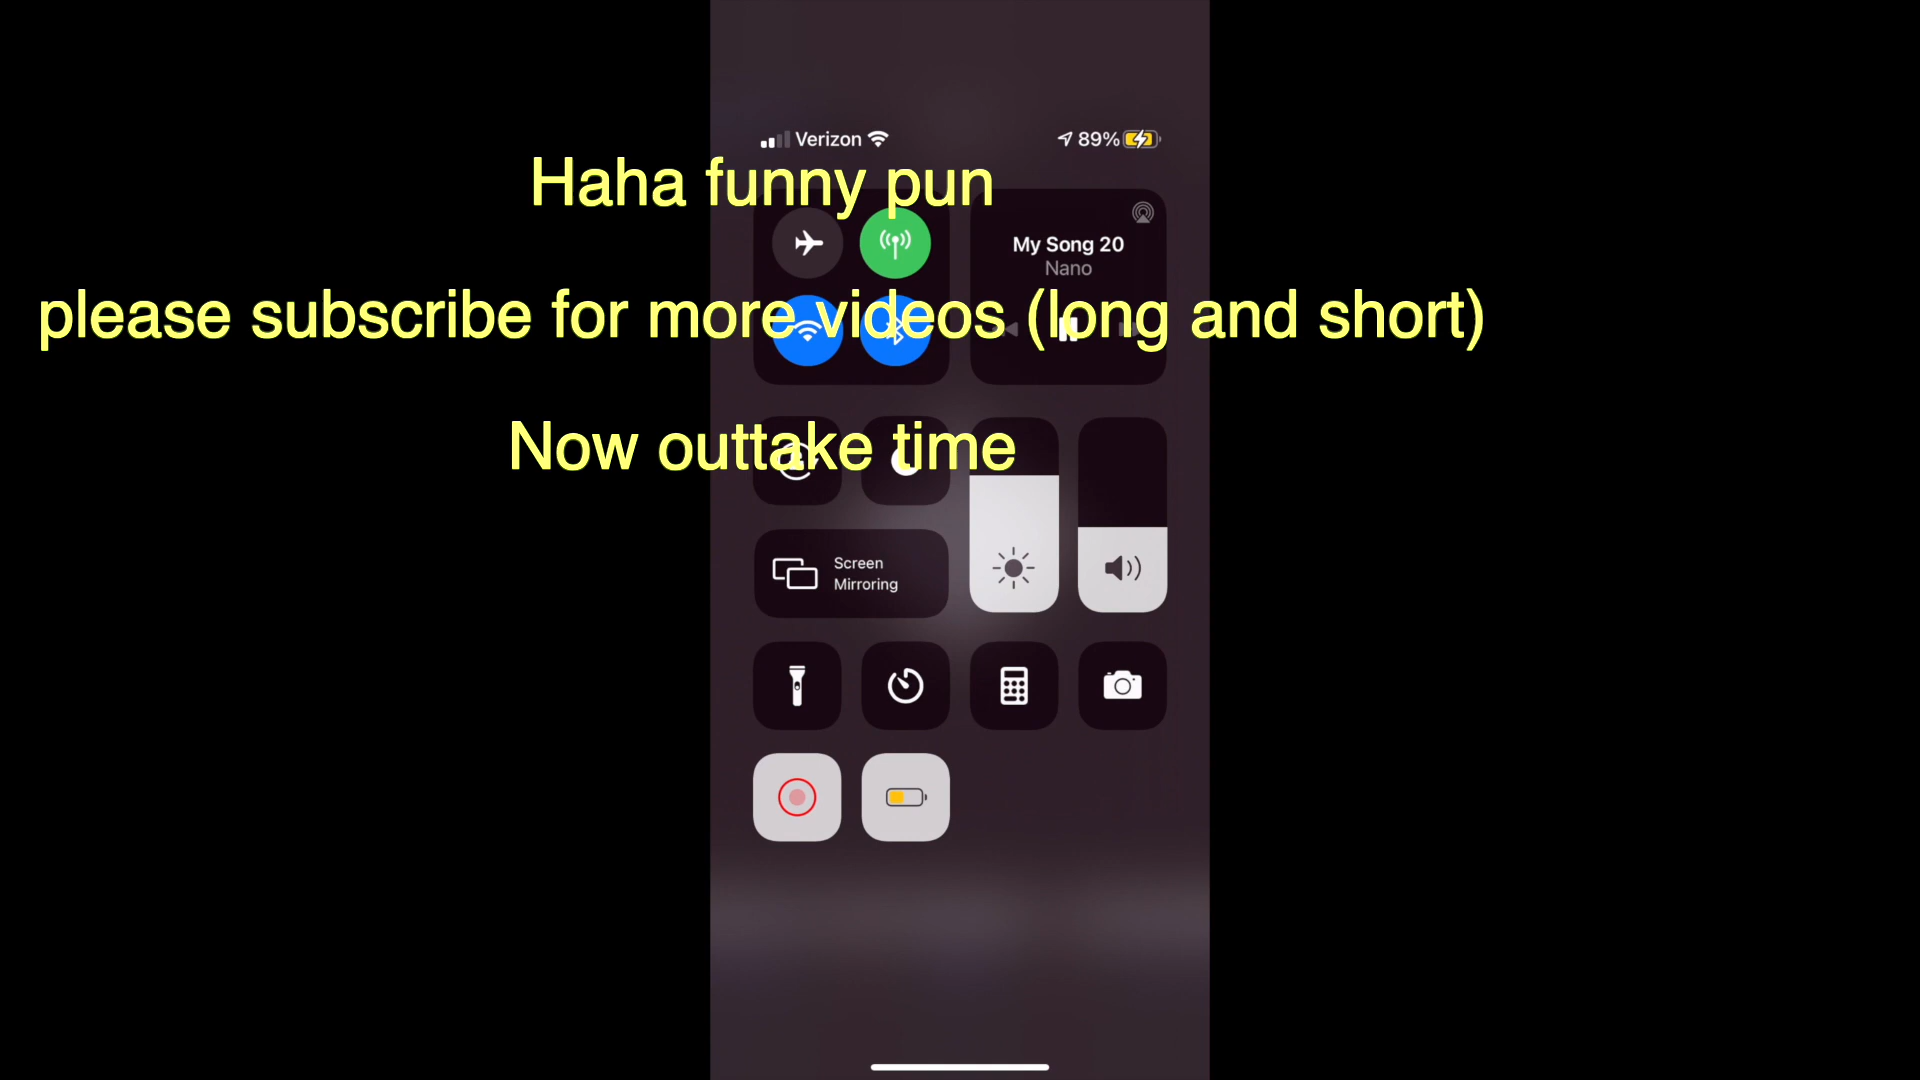 Verizon
89%
Haha funny pun
My Song 20
Nano
please subscribe for more videos (long and short)
Now outtake time
Screen
Mirroring